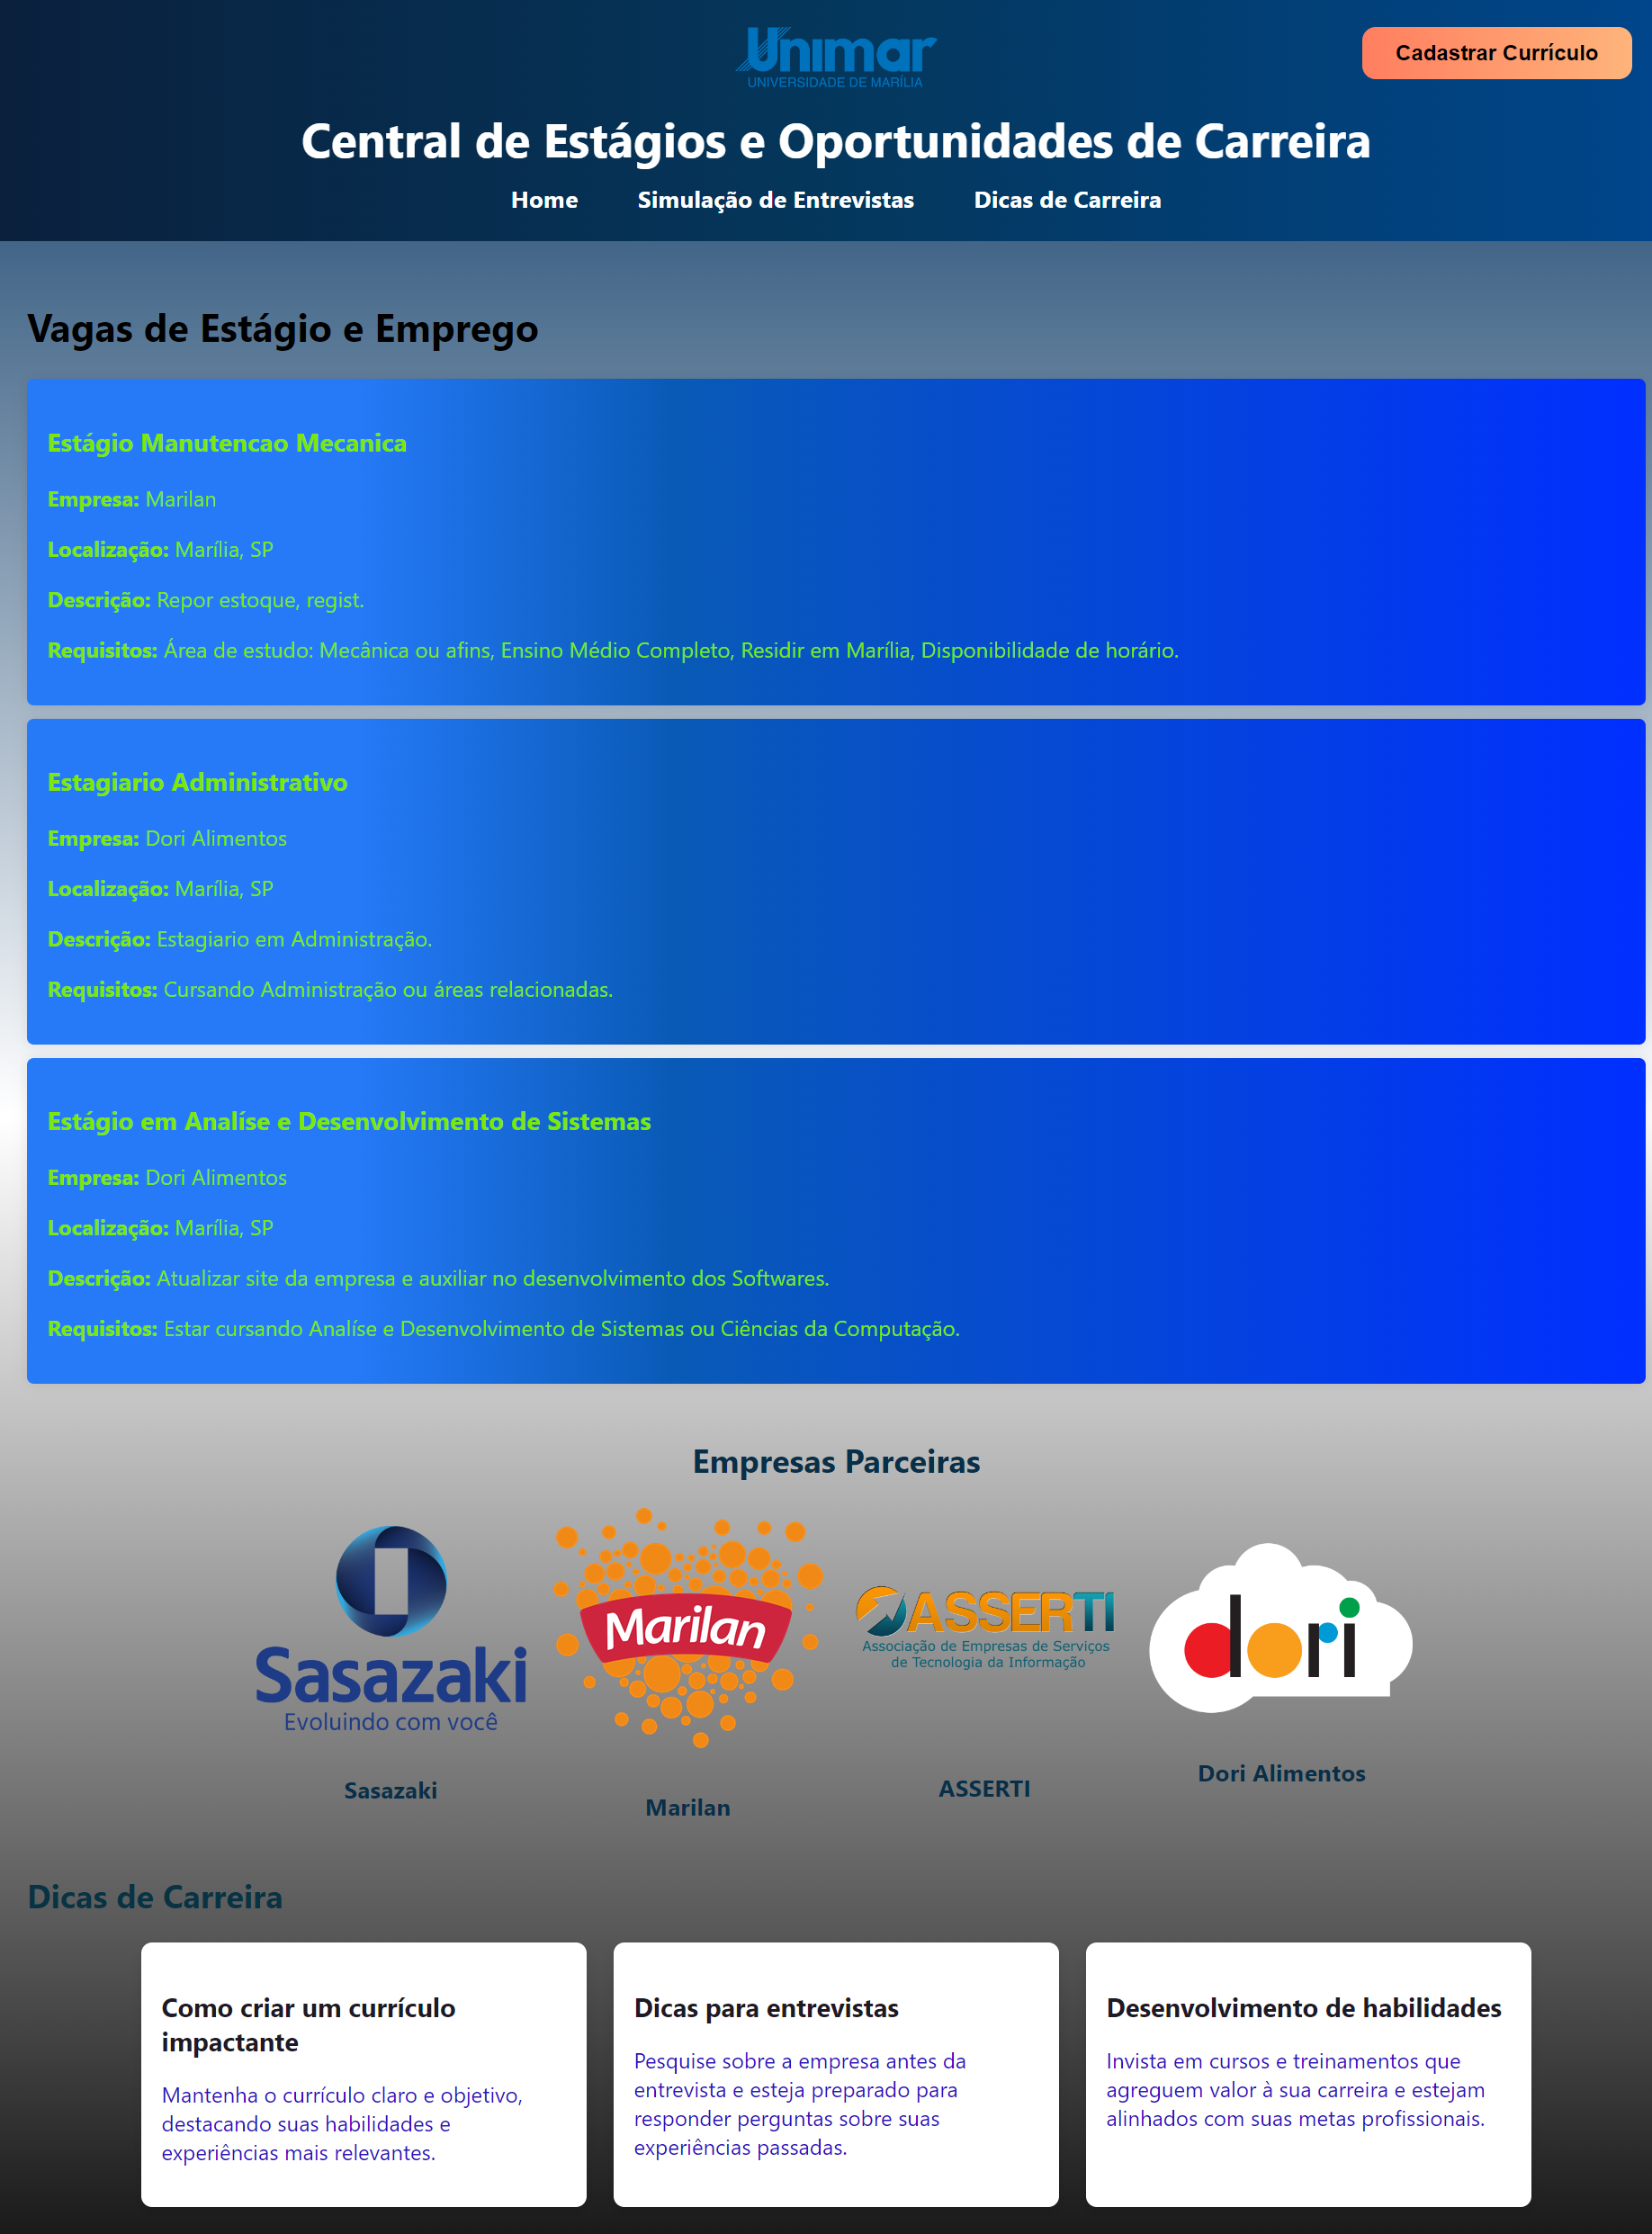 Unimar
UNIVERSIDADE DE MARÍLIA
Cadastrar Currículo
Central de Estágios e Oportunidades de Carreira
Home Simulação de Entrevistas Dicas de Carreira
Vagas de Estágio e Emprego
Estágio Manutencao Mecanica
Empresa: Marilan
Localização: Marília, SP
Descrição: Repor estoque, regist.
Requisitos: Área de estudo: Mecânica ou afins, Ensino Médio Completo, Residir em Marília, Disponibilidade de horário.
Estagiario Administrativo
Empresa: Dori Alimentos
Localização: Marília, SP
Descrição: Estagiario em Administração.
Requisitos: Cursando Administração ou áreas relacionadas.
Estágio em Analíse e Desenvolvimento de Sistemas
Empresa: Dori Alimentos
Localização: Marília, SP
Descrição: Atualizar site da empresa e auxiliar no desenvolvimento dos Softwares.
Requisitos: Estar cursando Analíse e Desenvolvimento de Sistemas ou Ciências da Computação.
Empresas Parceiras
Sasazaki
Evoluindo com você
Sasazaki
Marilan
Marilan
ASSERTI
Associação de Empresas de Serviços
de Tecnologia da Informação
ASSERTI
dori
Dori Alimentos
Dicas de Carreira
Como criar um currículo
impactante
Mantenha o currículo claro e objetivo,
destacando suas habilidades e
experiências mais relevantes.
Dicas para entrevistas
Pesquise sobre a empresa antes da
entrevista e esteja preparado para
responder perguntas sobre suas
experiências passadas.
Desenvolvimento de habilidades
Invista em cursos e treinamentos que
agreguem valor à sua carreira e estejam
alinhados com suas metas profissionais.